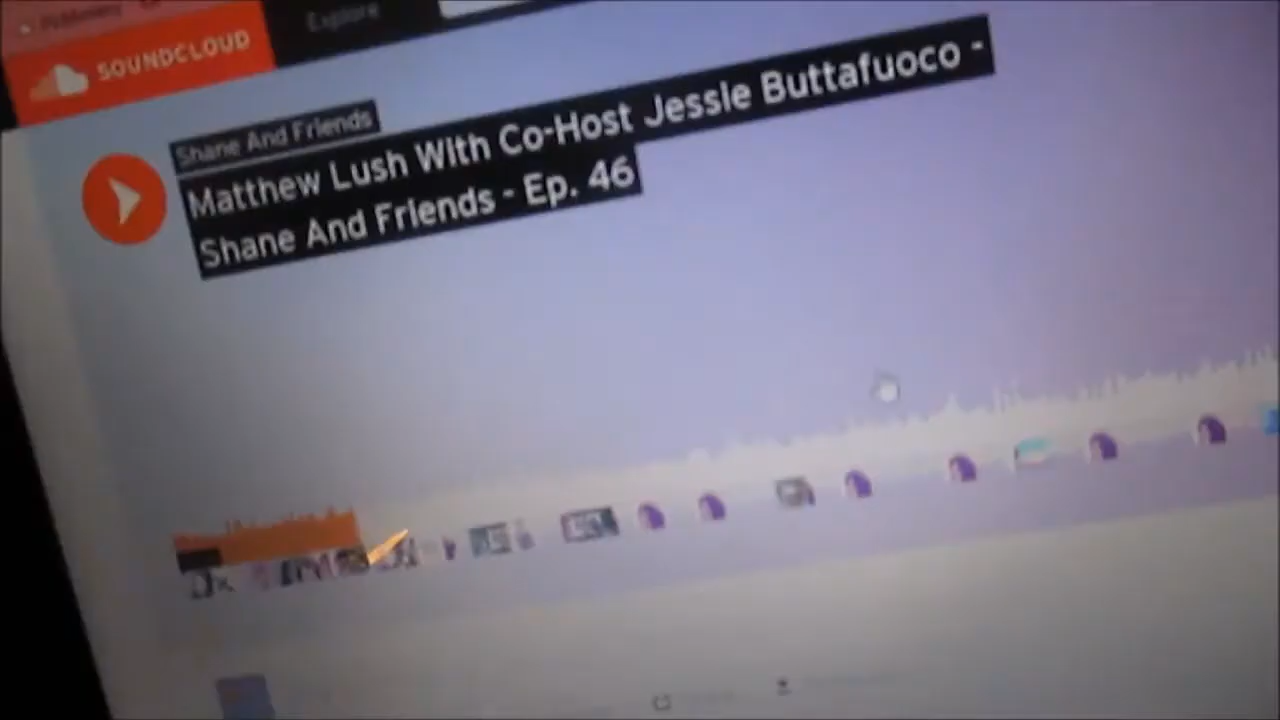 SOUNDCLOUD
Explore
Shane And Friends
Matthew Lush With Co-Host Jessie Buttafuoco -
Shane And Friends - Ep. 46